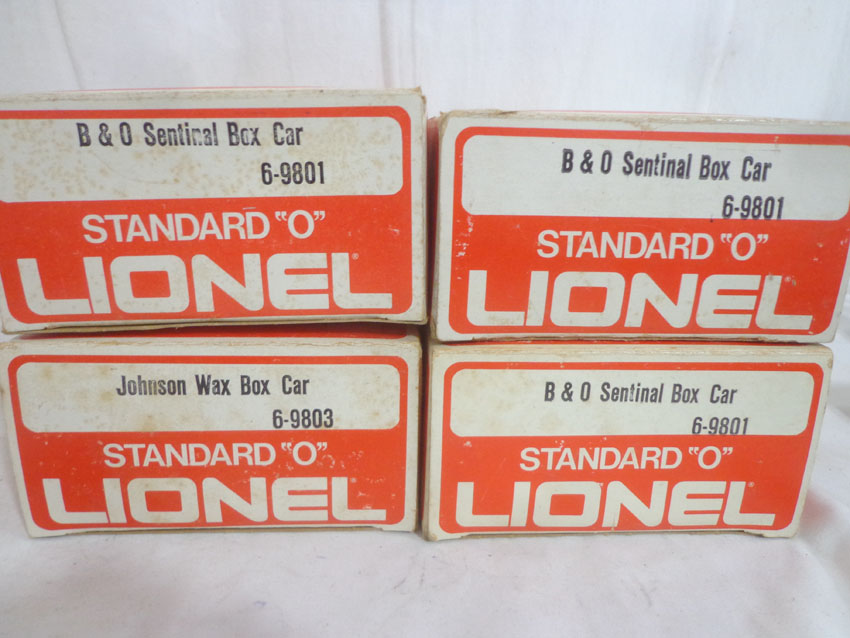 B & O Sentinal Box Car
6-9801
STANDARD "O"
LIONEL®
B & O Sentinal Box Car
6-9801
STANDARD "O"
LIONEL®
Johnson Wax Box Car
6-9803
STANDARD "O"
LIONEL®
B & O Sentinal Box Car
6-9801
STANDARD "O"
LIONEL®